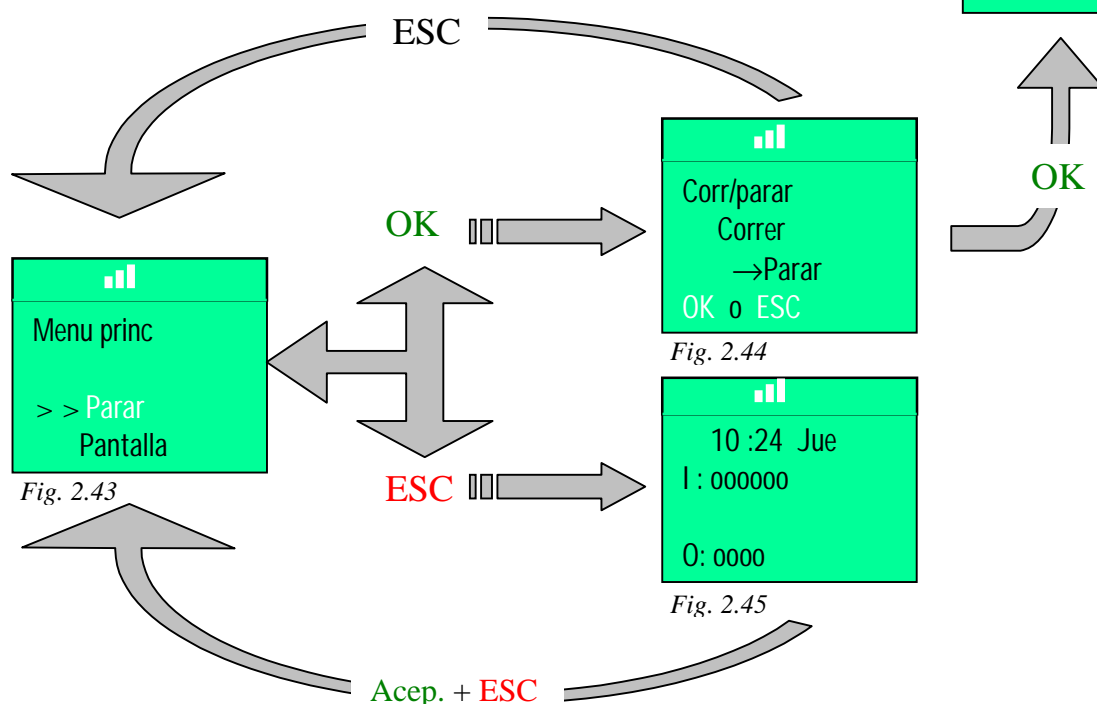 ESC
OK
Corr/parar
Correr
→Parar
OK o ESC
Fig. 2.44
OK
Menu princ
> > Parar
Pantalla
Fig. 2.43
ESC
10 :24 Jue
I : 000000
O: 0000
Fig. 2.45
Acep. + ESC